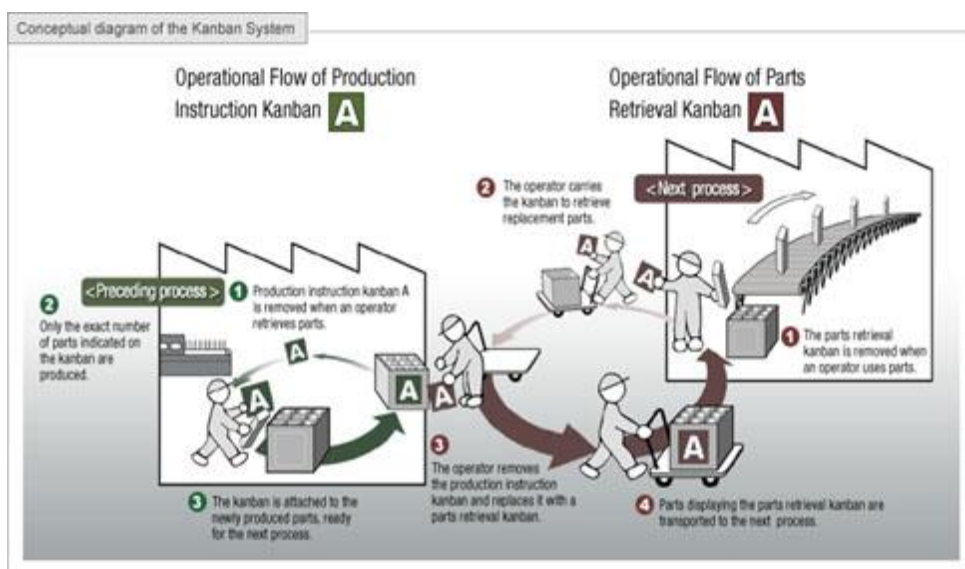 Conceptual diagram of the Kanban System
Operational Flow of Production
Instruction Kanban A
Operational Flow of Parts
Retrieval Kanban A
<Preceding process>
1 Production instruction kanban A
is removed when an operator
retrieves parts.
2
Only the exact number
of parts indicated on
the kanban are
produced.
A
A
A
A
3 The kanban is attached to the
newly produced parts, ready
for the next process.
<Next process>
1 The parts retrieval
kanban is removed when
an operator uses parts.
2 The operator carries
the kanban to retrieve
replacement parts.
A
A
3
The operator removes
the production instruction
kanban and replaces it with a
parts retrieval kanban.
A
4 Parts displaying the parts retrieval kanban are
transported to the next process.